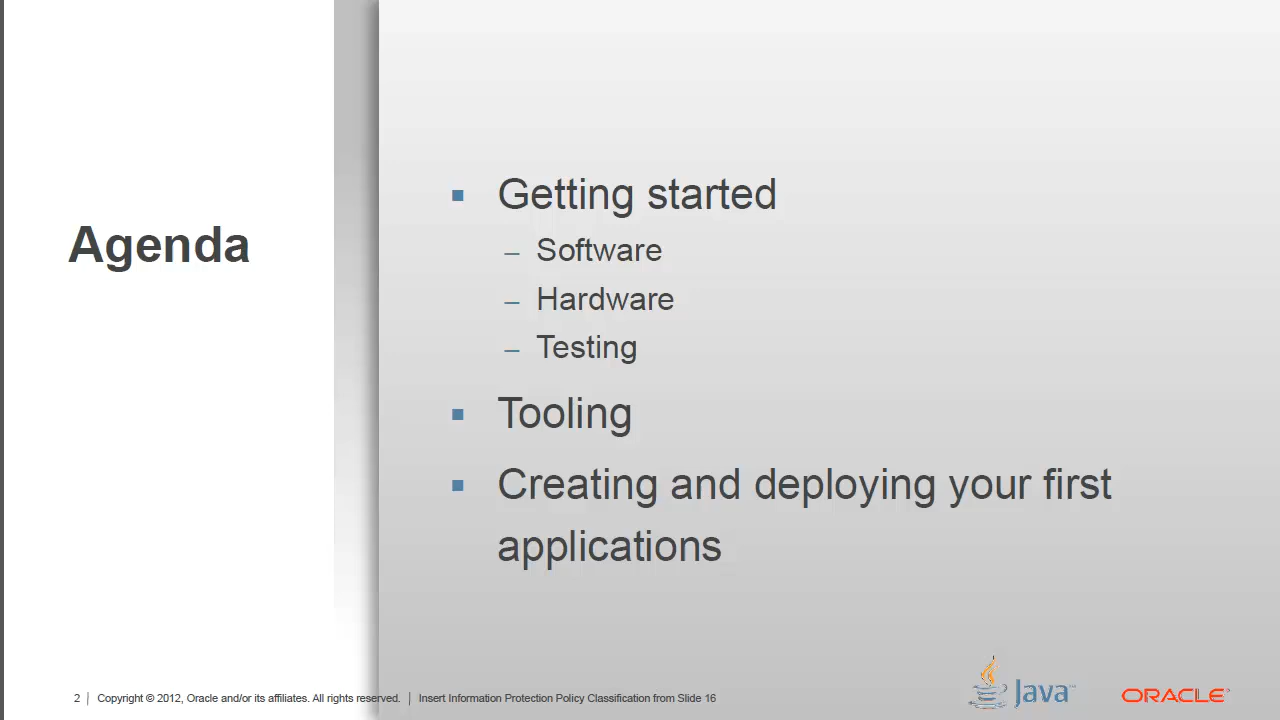 Agenda
▪ Getting started
– Software
– Hardware
– Testing
▪ Tooling
▪ Creating and deploying your first
applications
2 | Copyright © 2012, Oracle and/or its affiliates. All rights reserved. | Insert Information Protection Policy Classification from Slide 16
Java™
ORACLE®